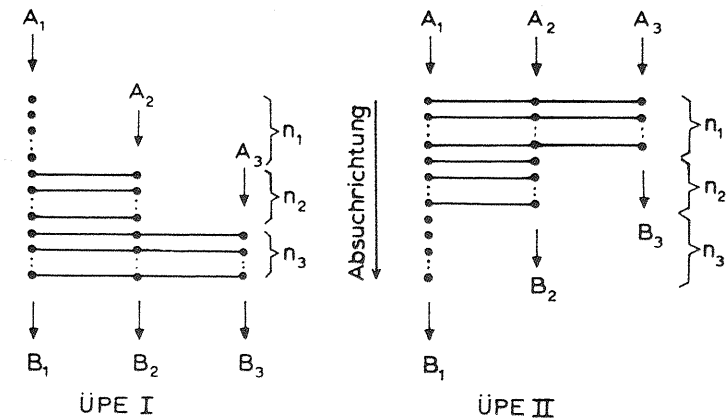 A₁
A₂
A₃
n₁
n₂
n₃
B₁ B₂ B₃
ÜPE I
A₁ A₂ A₃
Absuchrichtung
n₁
n₂
n₃
B₃
B₂
B₁
ÜPE II